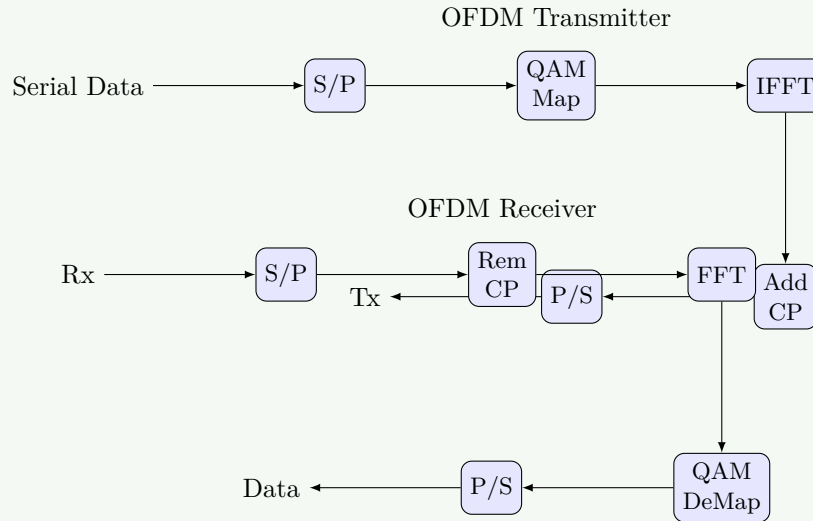 OFDM Transmitter
Serial Data
S/P
QAM
Map
IFFT
OFDM Receiver
Rx
S/P
Rem
CP
FFT
Tx
P/S
Add
CP
Data
P/S
QAM
DeMap